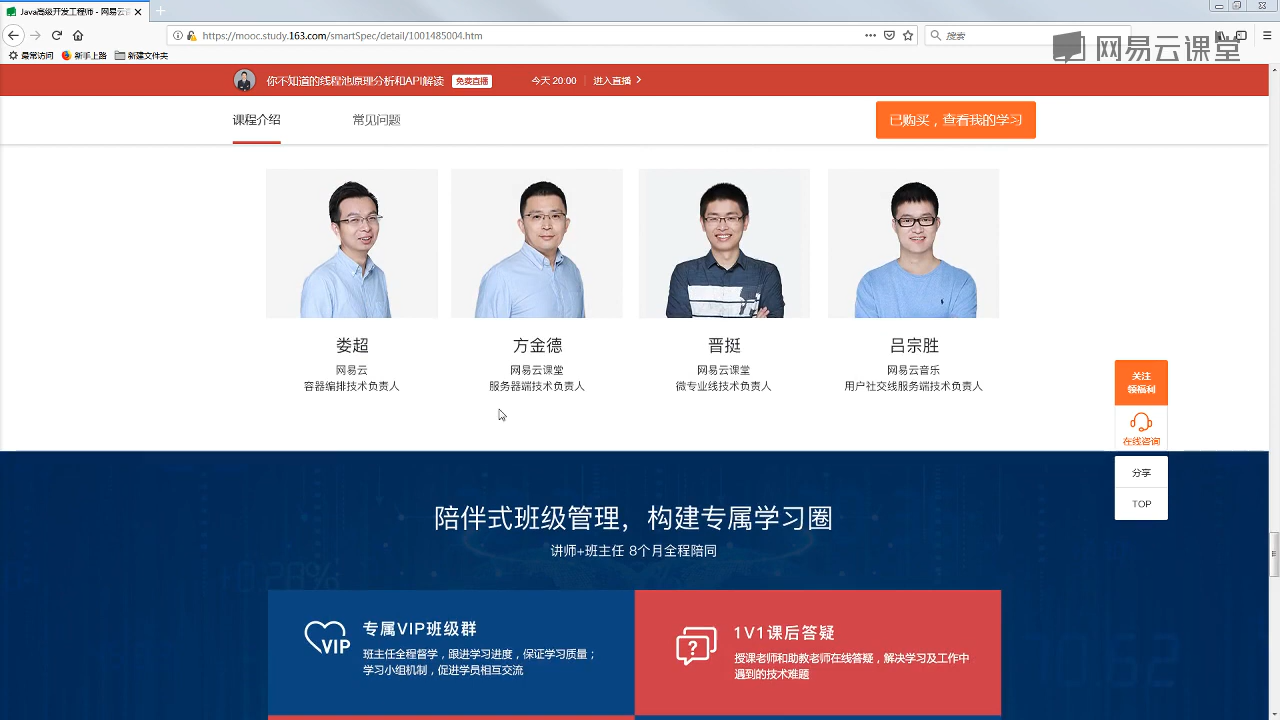 Java高级开发工程师 - 网易云
https://mooc.study.163.com/smartSpec/detail/1001485004.htm
搜索
最常访问 新手上路 新建文件夹
网易云课堂
你不知道的线程池原理分析和API解读 免费直播 今天 20:00 进入直播
课程介绍 常见问题 已购买，查看我的学习
娄超 方金德 晋挺 吕宗胜
网易云 网易云课堂 网易云课堂 网易云音乐
容器编排技术负责人 服务器端技术负责人 微专业线技术负责人 用户社交线服务端技术负责人
关注
领福利
在线咨询
分享
TOP
陪伴式班级管理，构建专属学习圈
讲师+班主任 8个月全程陪同
VIP
专属VIP班级群
班主任全程督学，跟进学习进度，保证学习质量；
学习小组机制，促进学员相互交流
1V1课后答疑
授课老师和助教老师在线答疑，解决学习及工作中
遇到的技术难题